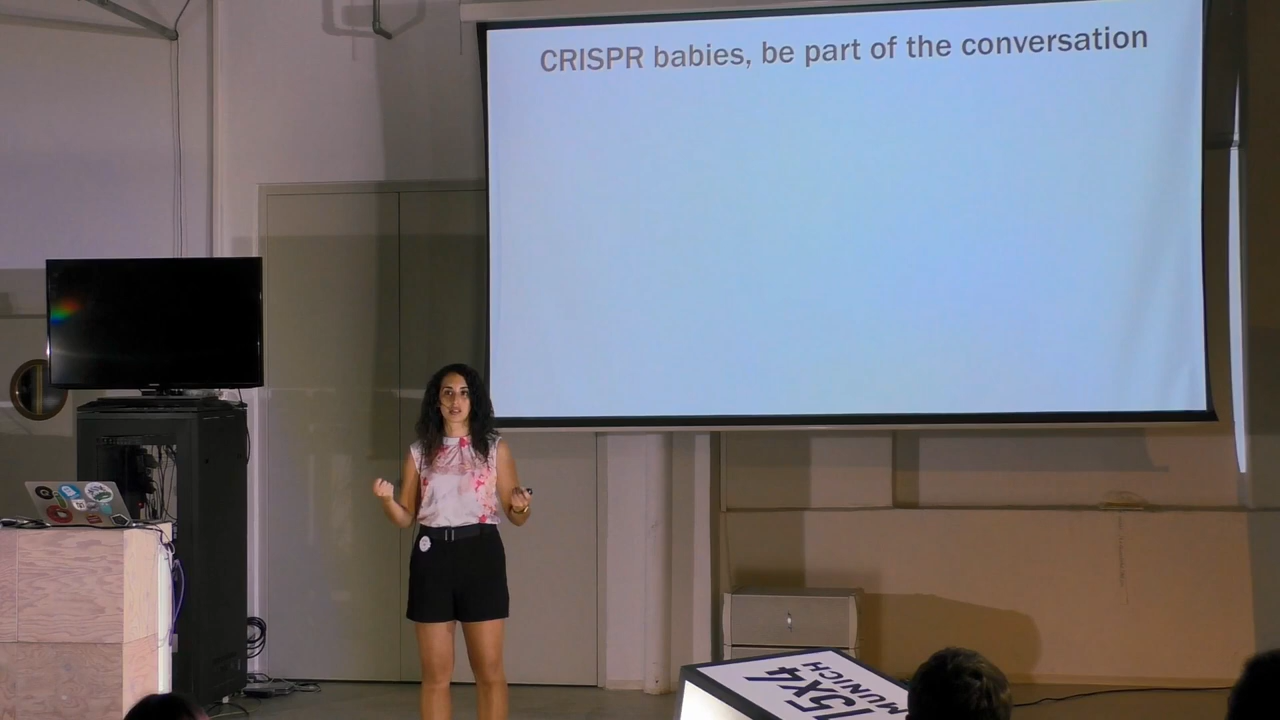 CRISPR babies, be part of the conversation
15X4
MUNICH